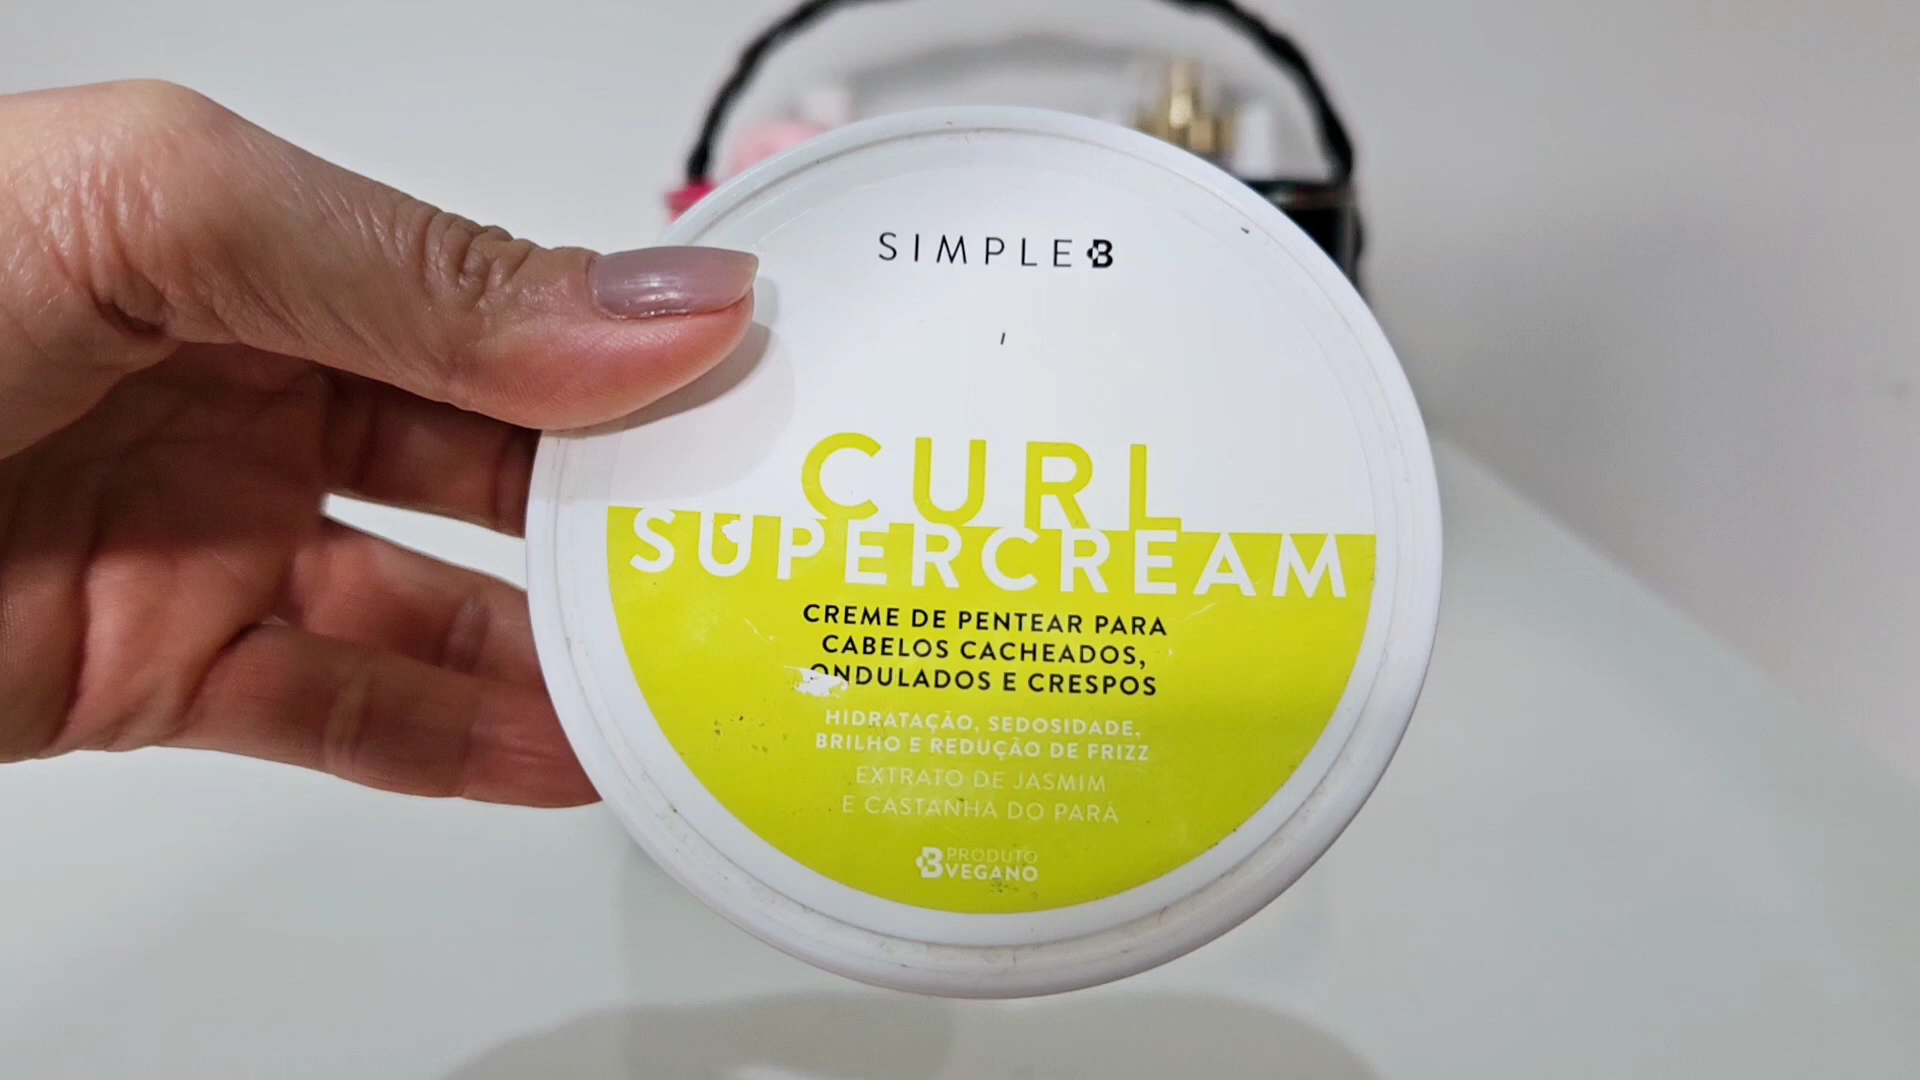 SIMPLE B
CURL
SUPERCREAM
CREME DE PENTEAR PARA
CABELOS CACHEADOS,
ONDULADOS E CRESPOS
HIDRATAÇÃO, SEDOSIDADE,
BRILHO E REDUÇÃO DE FRIZZ
EXTRATO DE JASMIM
E CASTANHA DO PARÁ
B PRODUTO
VEGANO